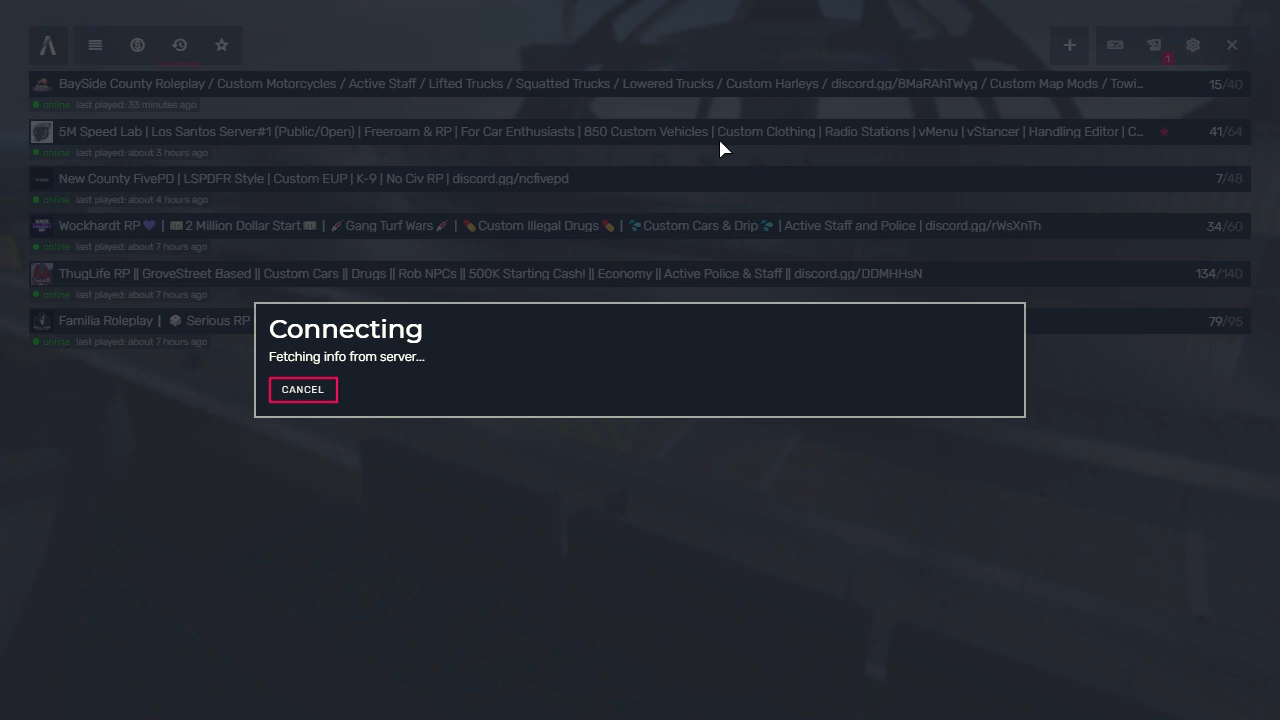 1
BaySide County Roleplay / Custom Motorcycles / Active Staff / Lifted Trucks / Squatted Trucks / Lowered Trucks / Custom Harleys / discord.gg/8MaRAhTWyg / Custom Map Mods / Towi... 15/40
online last played: 33 minutes ago
5M Speed Lab | Los Santos Server#1 (Public/Open) | Freeroam & RP | For Car Enthusiasts | 850 Custom Vehicles | Custom Clothing | Radio Stations | vMenu | vStancer | Handling Editor | C... 41/64
online last played: about 3 hours ago
New County FivePD | LSPDFR Style | Custom EUP | K-9 | No Civ RP | discord.gg/ncfivepd 7/48
online last played: about 4 hours ago
Wockhardt RP💜 | 💵2 Million Dollar Start💵 | 🚀Gang Turf Wars🚀 | 💊Custom Illegal Drugs💊 | 💦Custom Cars & Drip💦 | Active Staff and Police | discord.gg/rWsXnTh 34/60
online last played: about 7 hours ago
ThugLife RP || GroveStreet Based || Custom Cars || Drugs || Rob NPCs || 500K Starting Cash! || Economy || Active Police & Staff || discord.gg/DDMHHsN 134/140
online last played: about 7 hours ago
Familia Roleplay | 🎲 Serious RP 79/95
online last played: about 7 hours ago
Connecting
Fetching info from server...
CANCEL